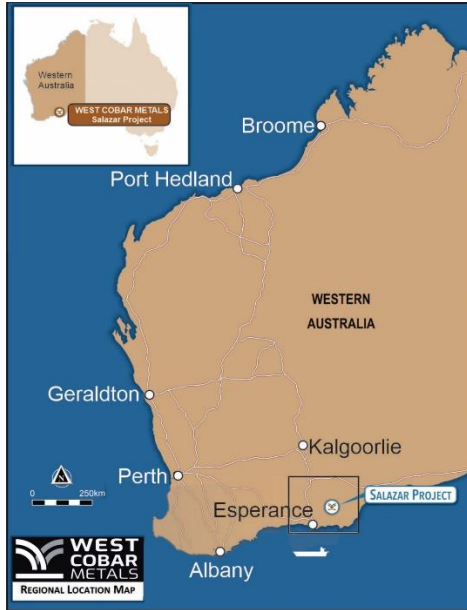 Western
Australia
WEST COBAR METALS
Salazar Project
Broome
Port Hedland
WESTERN
AUSTRALIA
Geraldton
Kalgoorlie
Perth
0 250km
SALAZAR PROJECT
Esperance
Albany
WEST
COBAR
METALS
REGIONAL LOCATION MAP